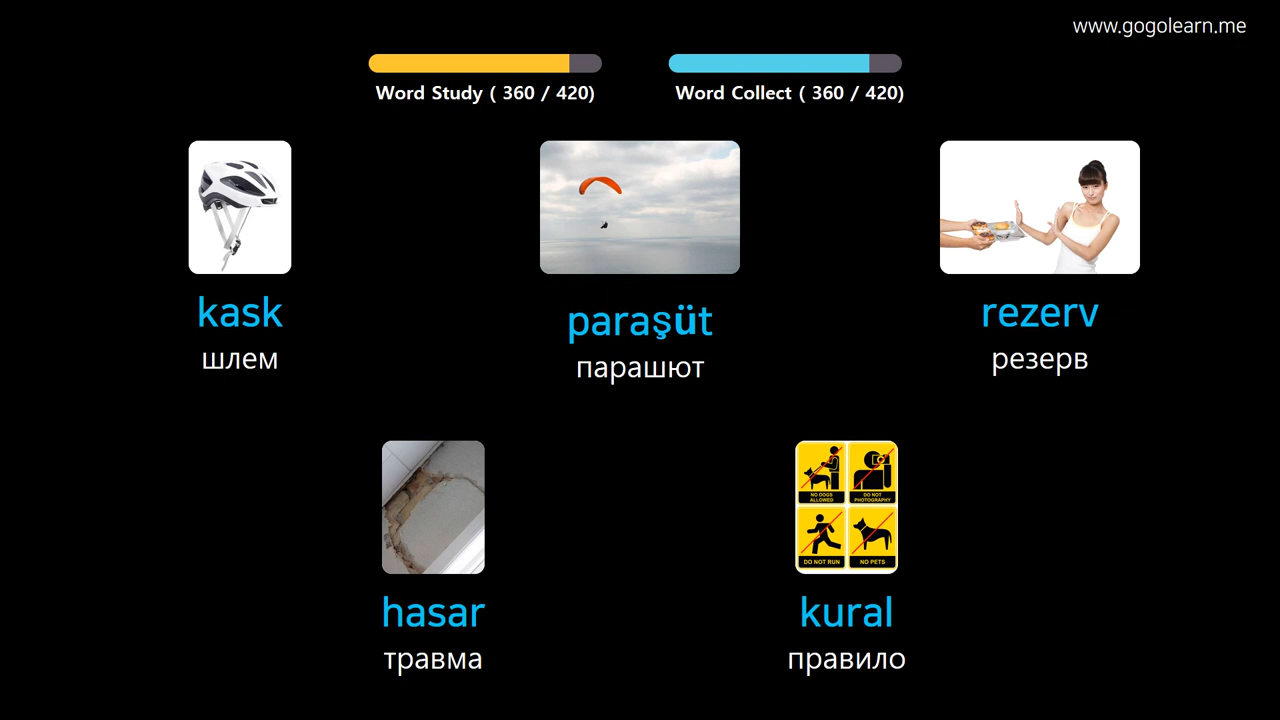 www.gogolearn.me
Word Study ( 360 / 420)
Word Collect ( 360 / 420)
kask
шлем
paraşüt
парашют
rezerv
резерв
NO DOGS
ALLOWED
DO NOT
PHOTOGRAPHY
DO NOT RUN
NO PETS
hasar
травма
kural
правило